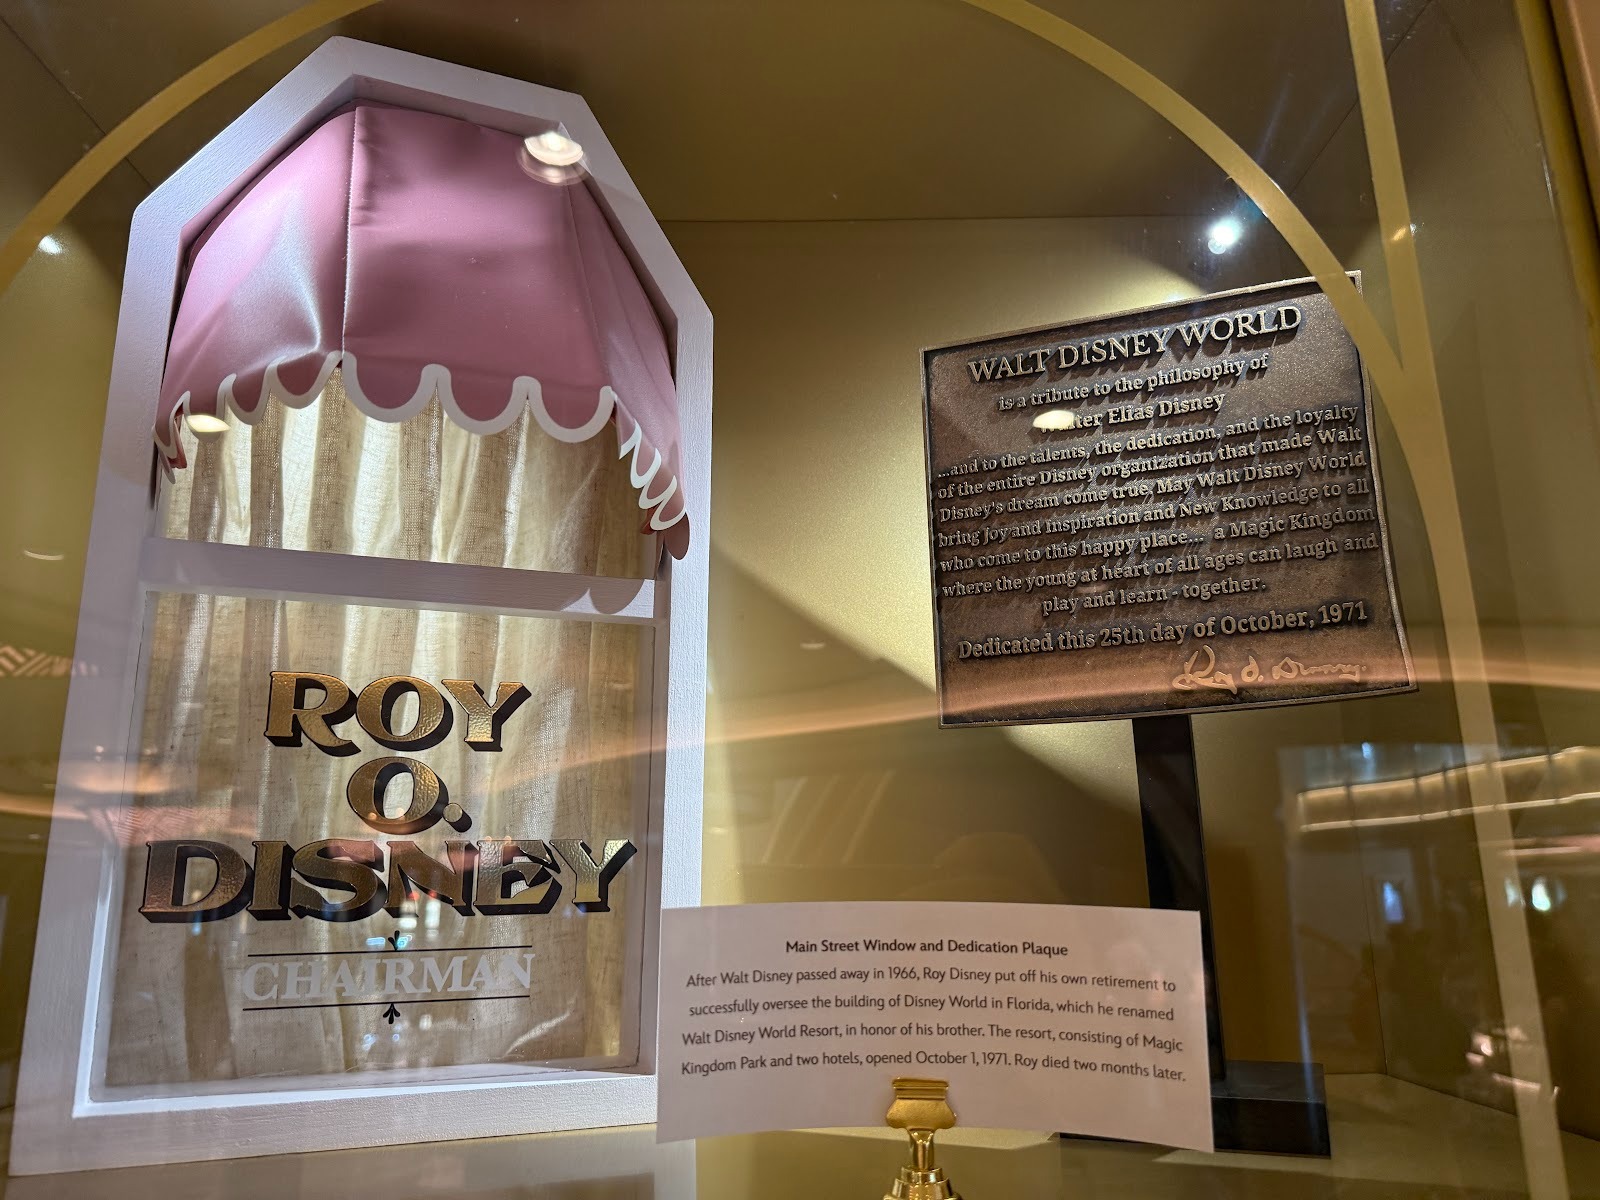 ROY
O.
DISNEY
CHAIRMAN
WALT DISNEY WORLD
is a tribute to the philosophy of
Walter Elias Disney
...and to the talents, the dedication, and the loyalty
of the entire Disney organization that made Walt
Disney's dream come true. May Walt Disney World
bring Joy and Inspiration and New Knowledge to all
who come to this happy place... a Magic Kingdom
where the young at heart of all ages can laugh and
play and learn - together.
Dedicated this 25th day of October, 1971
Roy O. Disney
Main Street Window and Dedication Plaque
After Walt Disney passed away in 1966, Roy Disney put off his own retirement to
successfully oversee the building of Disney World in Florida, which he renamed
Walt Disney World Resort, in honor of his brother. The resort, consisting of Magic
Kingdom Park and two hotels, opened October 1, 1971. Roy died two months later.